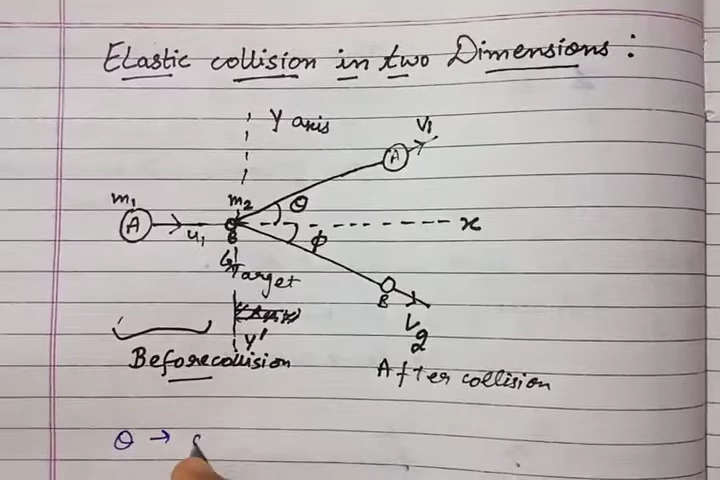 Elastic collision in two Dimensions :
Y axis
V1
A
m1
m2
θ
A
x
u1
B
φ
Target
B
V2
Y'
Before collision
After collision
θ →